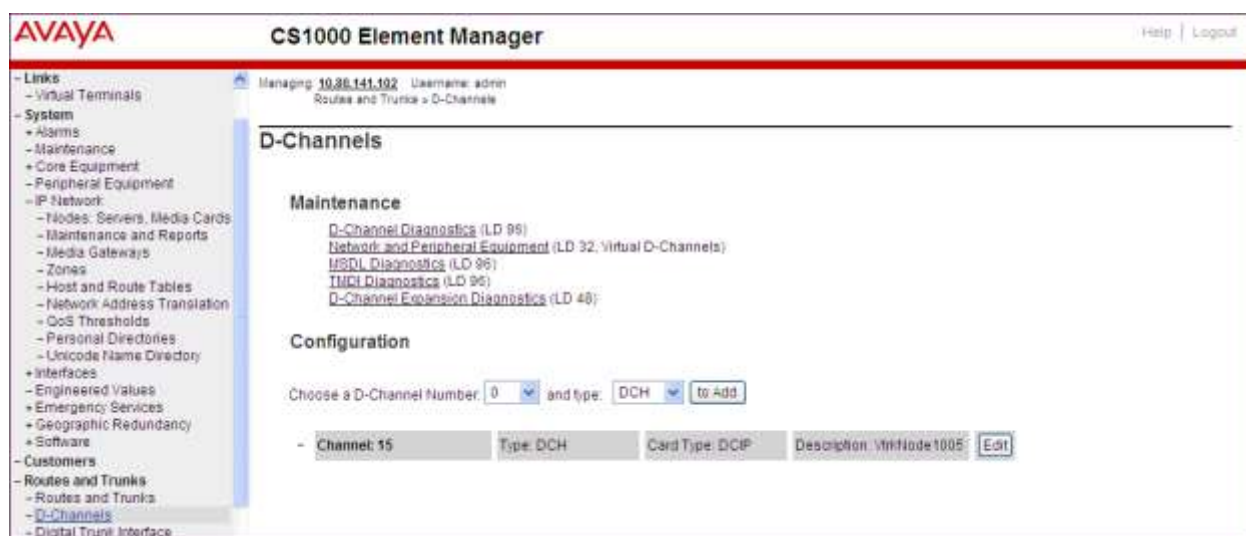 AVAYA
CS1000 Element Manager
Help | Logout
- Links
- Virtual Terminals
- System
+ Alarms
- Maintenance
+ Core Equipment
- Peripheral Equipment
- IP Network
- Nodes: Servers, Media Cards
- Maintenance and Reports
- Media Gateways
- Zones
- Host and Route Tables
- Network Address Translation
- QoS Thresholds
- Personal Directories
- Unicode Name Directory
+ Interfaces
- Engineered Values
+ Emergency Services
+ Geographic Redundancy
+ Software
- Customers
- Routes and Trunks
- Routes and Trunks
- D-Channels
- Digital Trunk Interface
Managing: 10.80.141.102 Username: admin
Routes and Trunks » D-Channels
D-Channels
Maintenance
D-Channel Diagnostics (LD 96)
Network and Peripheral Equipment (LD 32, Virtual D-Channels)
MSDL Diagnostics (LD 96)
TMDI Diagnostics (LD 96)
D-Channel Expansion Diagnostics (LD 48)
Configuration
Choose a D-Channel Number: 0 and type: DCH to Add
- Channel: 15 Type: DCH Card Type: DCIP Description: VtrkNode1005 Edit